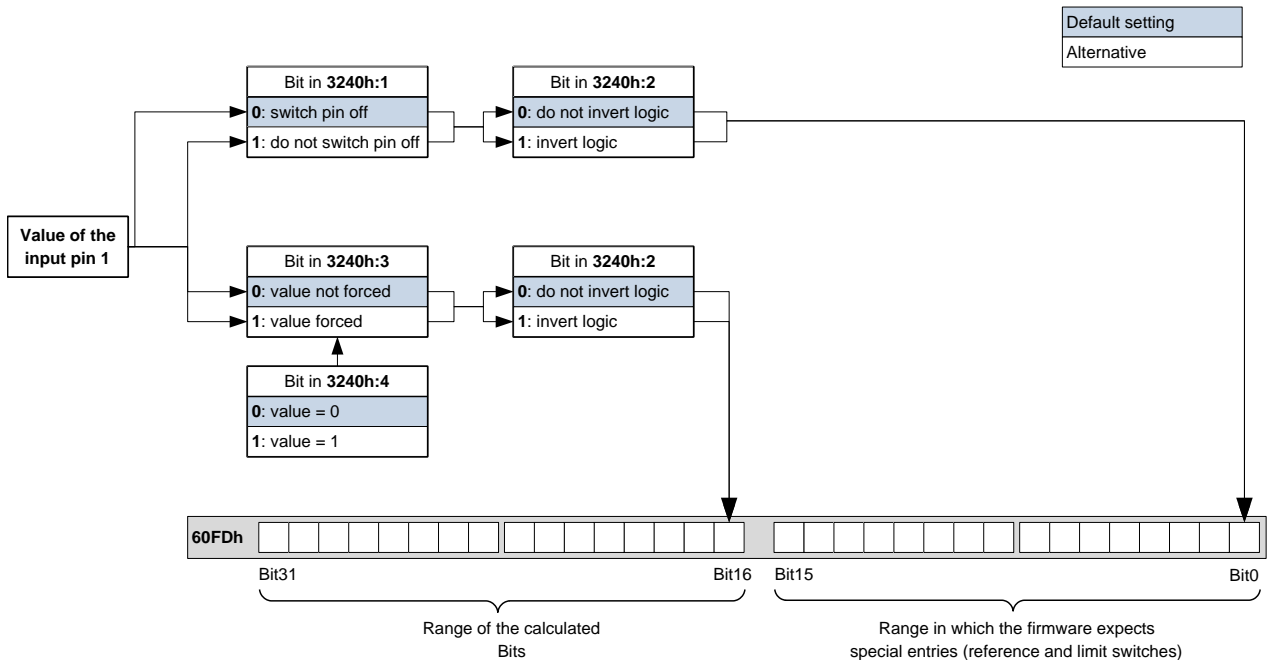 Default setting
Alternative
Bit in 3240h:1
0: switch pin off
1: do not switch pin off
Bit in 3240h:2
0: do not invert logic
1: invert logic
Value of the
input pin 1
Bit in 3240h:3
0: value not forced
1: value forced
Bit in 3240h:2
0: do not invert logic
1: invert logic
Bit in 3240h:4
0: value = 0
1: value = 1
60FDh
Bit31
Bit16
Bit15
Bit0
Range of the calculated
Bits
Range in which the firmware expects
special entries (reference and limit switches)